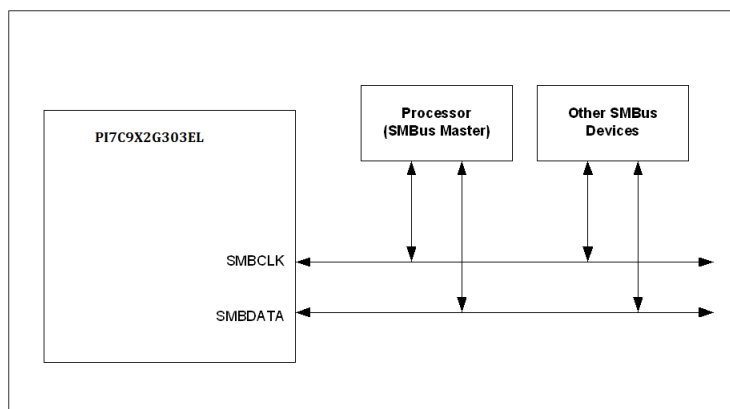 PI7C9X2G303EL
Processor
(SMBus Master)
Other SMBus
Devices
SMBCLK
SMBDATA